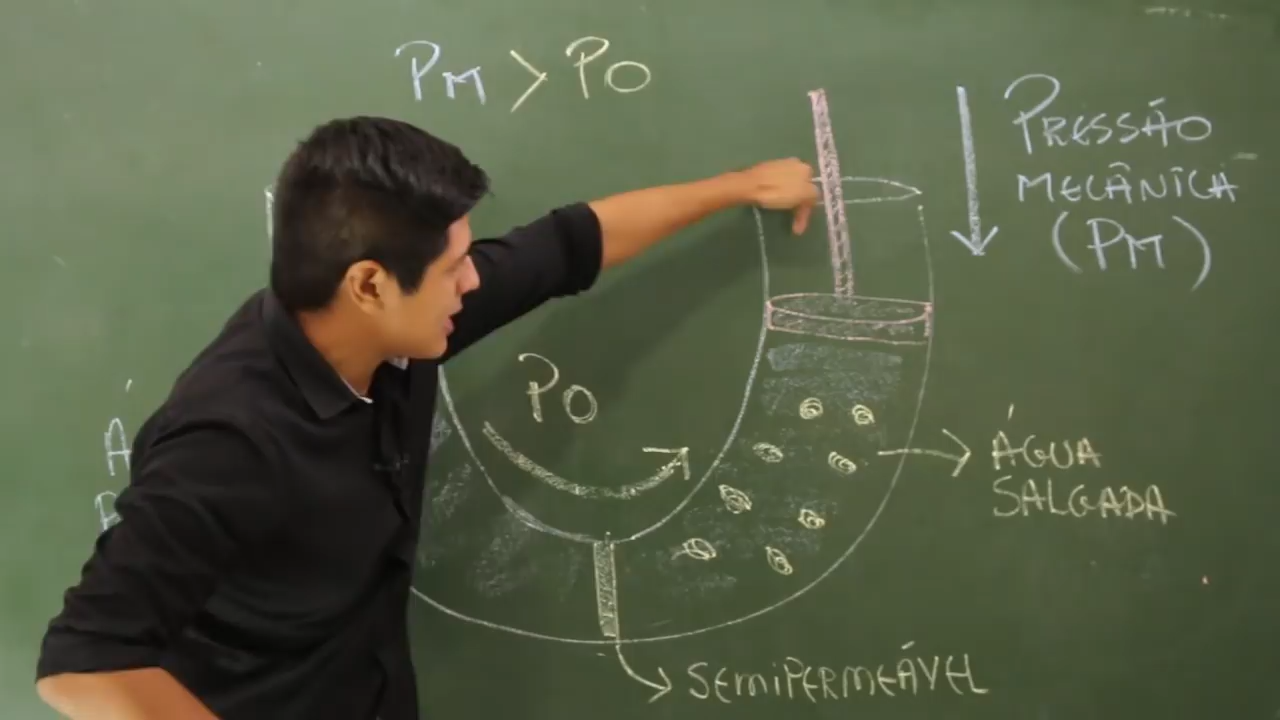 PM > PO
PRESSÃO
MECÂNICA
(PM)
PO
ÁGUA
SALGADA
SEMIPERMEÁVEL